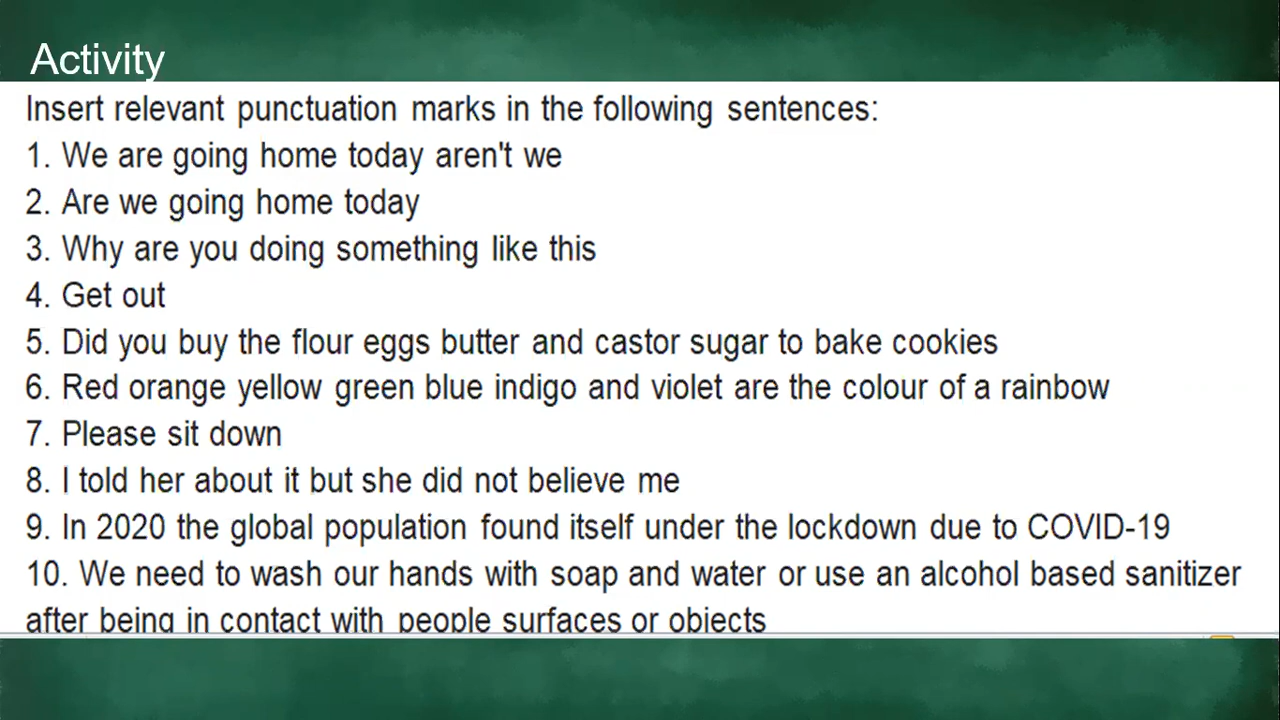 Activity
Insert relevant punctuation marks in the following sentences:
1. We are going home today aren't we
2. Are we going home today
3. Why are you doing something like this
4. Get out
5. Did you buy the flour eggs butter and castor sugar to bake cookies
6. Red orange yellow green blue indigo and violet are the colour of a rainbow
7. Please sit down
8. I told her about it but she did not believe me
9. In 2020 the global population found itself under the lockdown due to COVID-19
10. We need to wash our hands with soap and water or use an alcohol based sanitizer
after being in contact with people surfaces or objects